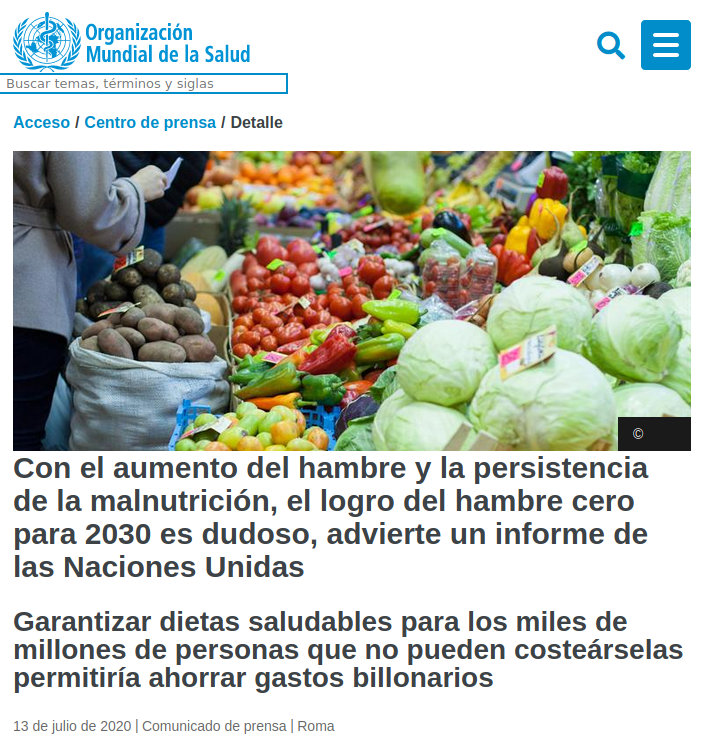 Organización
Mundial de la Salud
Buscar temas, términos y siglas
Acceso / Centro de prensa / Detalle
©
Con el aumento del hambre y la persistencia
de la malnutrición, el logro del hambre cero
para 2030 es dudoso, advierte un informe de
las Naciones Unidas
Garantizar dietas saludables para los miles de
millones de personas que no pueden costeárselas
permitiría ahorrar gastos billonarios
13 de julio de 2020 | Comunicado de prensa | Roma